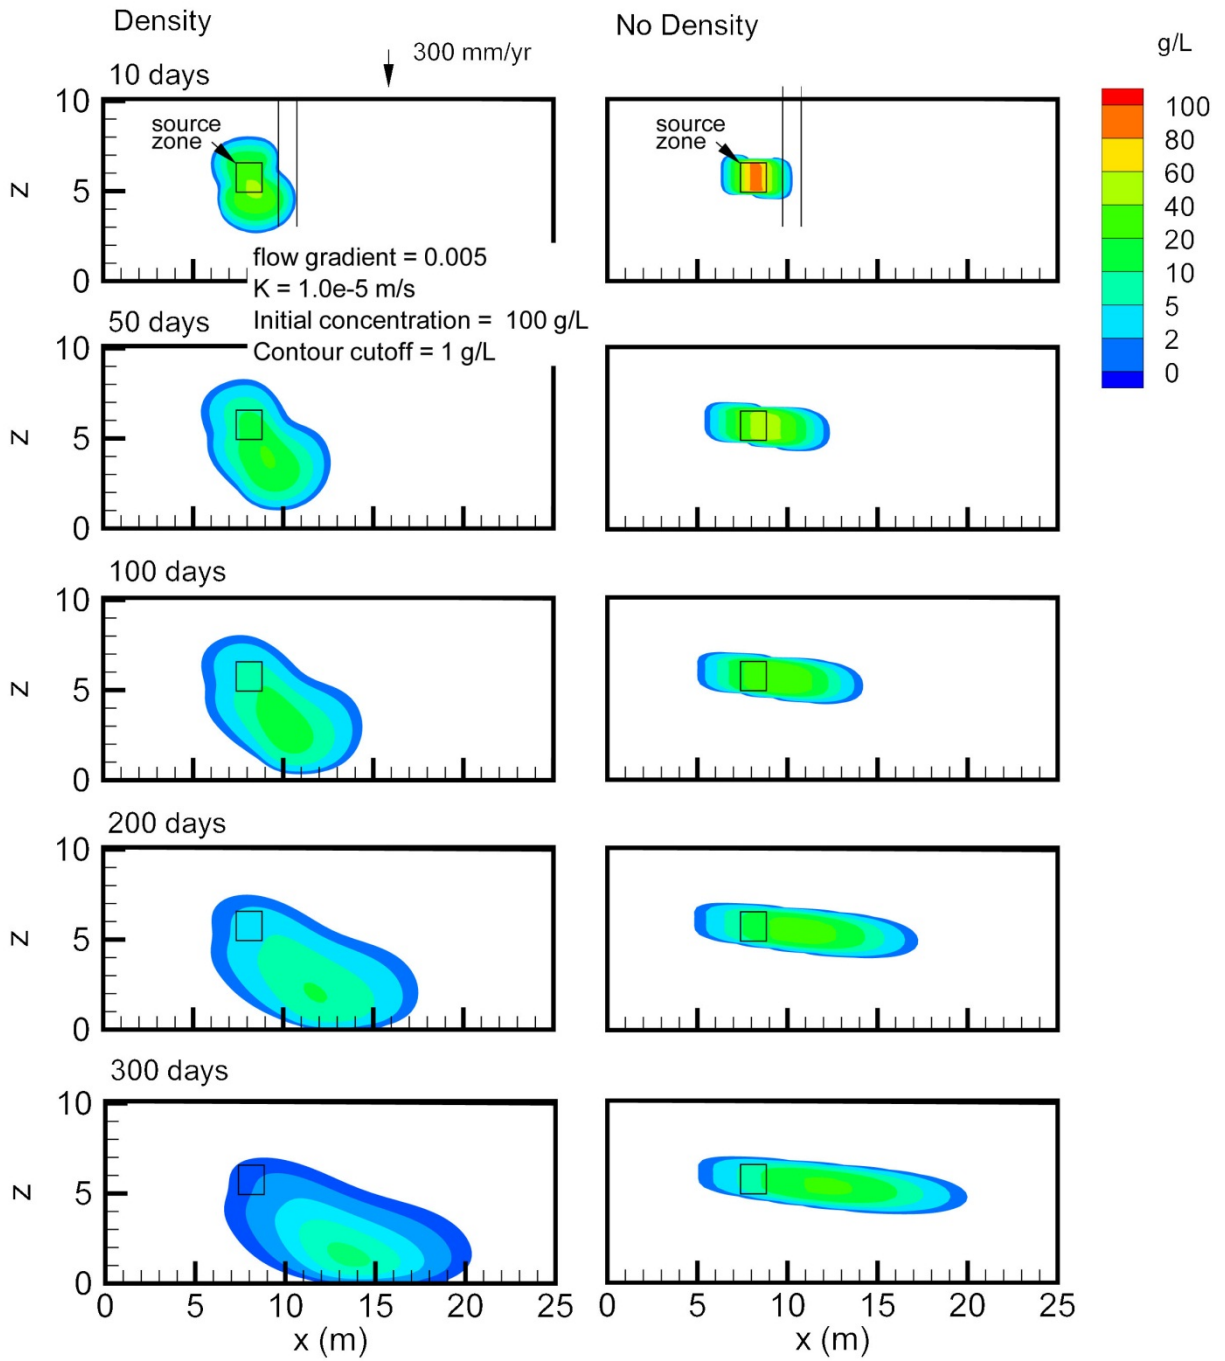 Density
No Density
300 mm/yr
g/L
10 days
10
5
0
z
source
zone
source
zone
100
80
60
40
20
10
5
2
0
flow gradient = 0.005
K = 1.0e-5 m/s
Initial concentration = 100 g/L
Contour cutoff = 1 g/L
50 days
10
5
0
z
100 days
10
5
0
z
200 days
10
5
0
z
300 days
10
5
0
z
0 5 10 15 20 25
x (m)
0 5 10 15 20 25
x (m)